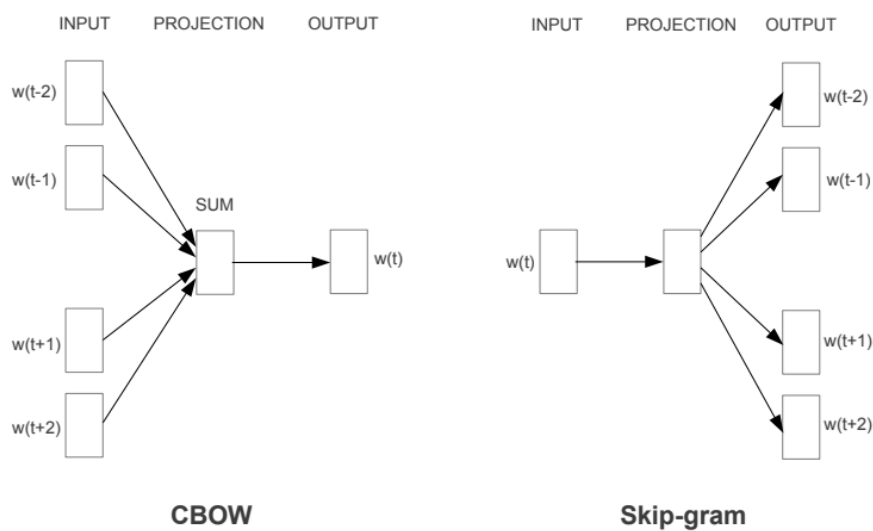 INPUT PROJECTION OUTPUT
w(t-2)
w(t-1)
SUM
w(t)
w(t+1)
w(t+2)
CBOW
INPUT PROJECTION OUTPUT
w(t-2)
w(t-1)
w(t)
w(t+1)
w(t+2)
Skip-gram